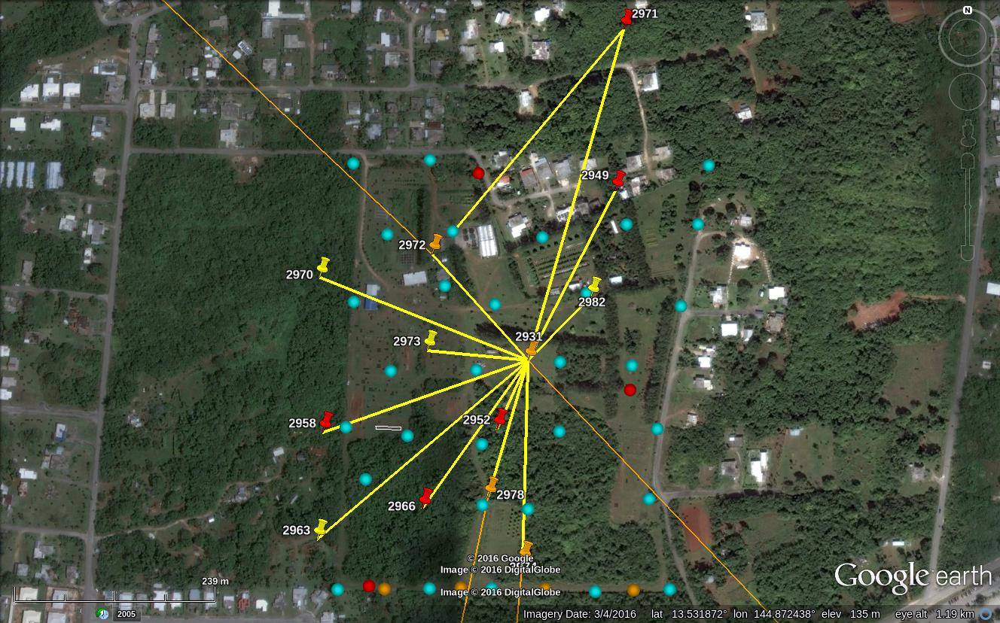 2971
N
2949
2972
2970
2982
2931
2973
2958
2952
2978
2966
2963
© 2016 Google
Image © 2016 DigitalGlobe
Google earth
239 m
Image © 2016 DigitalGlobe
2005
Imagery Date: 3/4/2016 lat 13.531872° lon 144.872438° elev 135 m eye alt 1.19 km